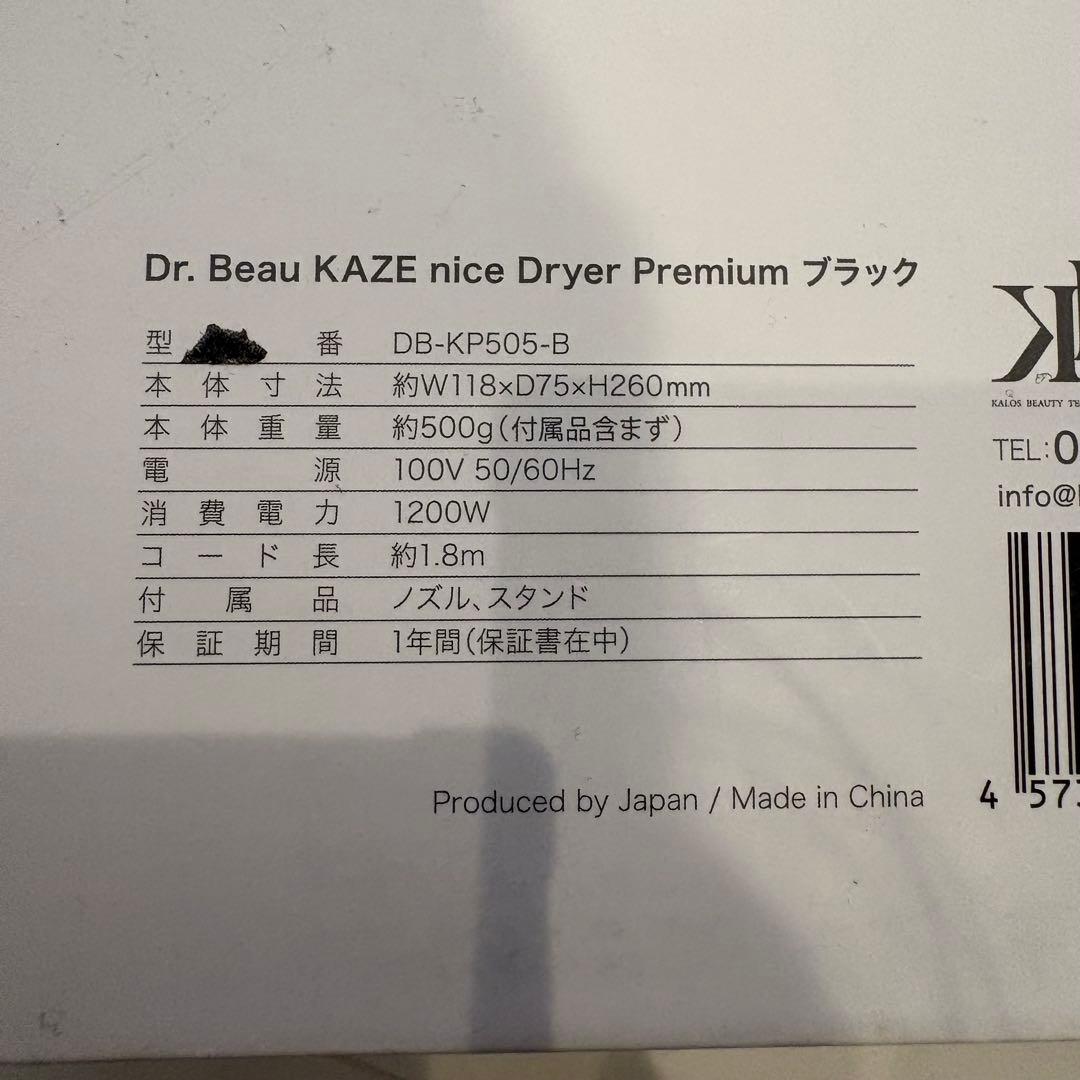 Dr. Beau KAZE nice Dryer Premium ブラック
型 番 DB-KP505-B
本体寸法 約W118×D75×H260mm
本体重量 約500g(付属品含まず)
電源 100V 50/60Hz
消費電力 1200W
コード長 約1.8m
付属品 ノズル、スタンド
保証期間 1年間(保証書在中)
Produced by Japan / Made in China
KALOS BEAUTY
TEL:0
info@
4 573